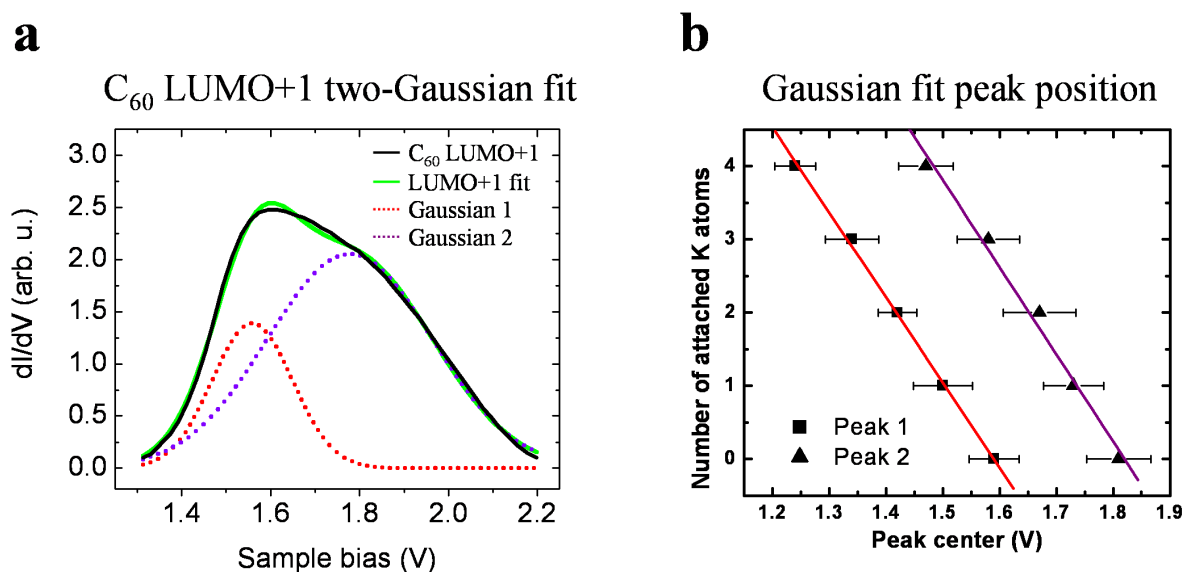 a
C₆₀ LUMO+1 two-Gaussian fit
3.0
2.5
2.0
1.5
1.0
0.5
0.0
dI/dV (arb. u.)
C₆₀ LUMO+1
LUMO+1 fit
Gaussian 1
Gaussian 2
1.4 1.6 1.8 2.0 2.2
Sample bias (V)
b
Gaussian fit peak position
4
3
2
1
0
Number of attached K atoms
Peak 1
Peak 2
1.2 1.3 1.4 1.5 1.6 1.7 1.8 1.9
Peak center (V)